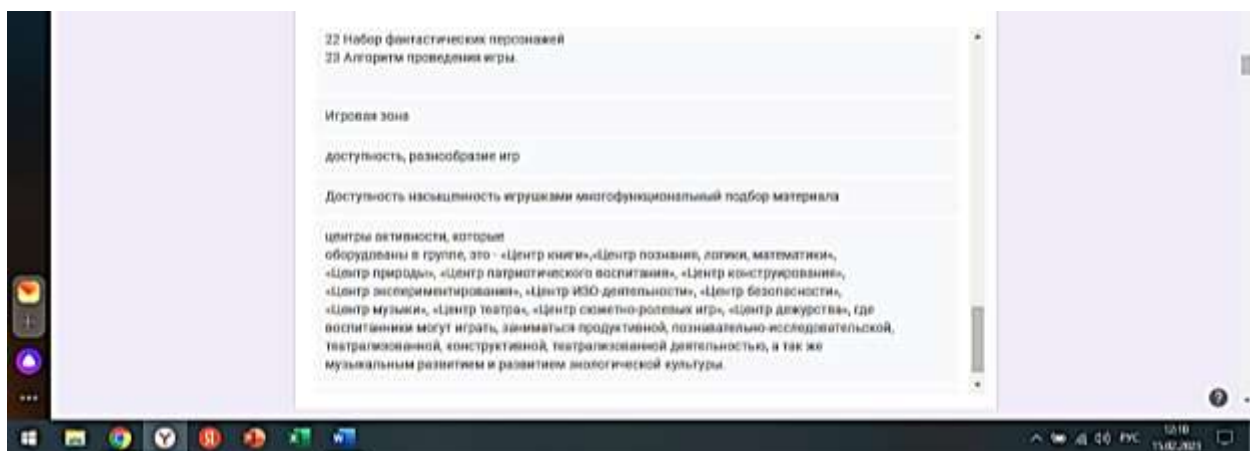 22 Набор фантастических персонажей
23 Алгоритм проведения игры.
Игровая зона
доступность, разнообразие игр
Доступность насыщенность игрушками многофункциональный подбор материала
центры активности, которые
оборудованы в группе, это - «Центр книги»,«Центр познания, логики, математики»,
«Центр природы», «Центр патриотического воспитания», «Центр конструирования»,
«Центр экспериментирования», «Центр ИЗО-деятельности», «Центр безопасности»,
«Центр музыки», «Центр театра», «Центр сюжетно-ролевых игр», «Центр дежурства», где
воспитанники могут играть, заниматься продуктивной, познавательно-исследовательской,
театрализованной, конструктивной, театрализованной деятельностью, а так же
музыкальным развитием и развитием экологической культуры.
РУС
12:10